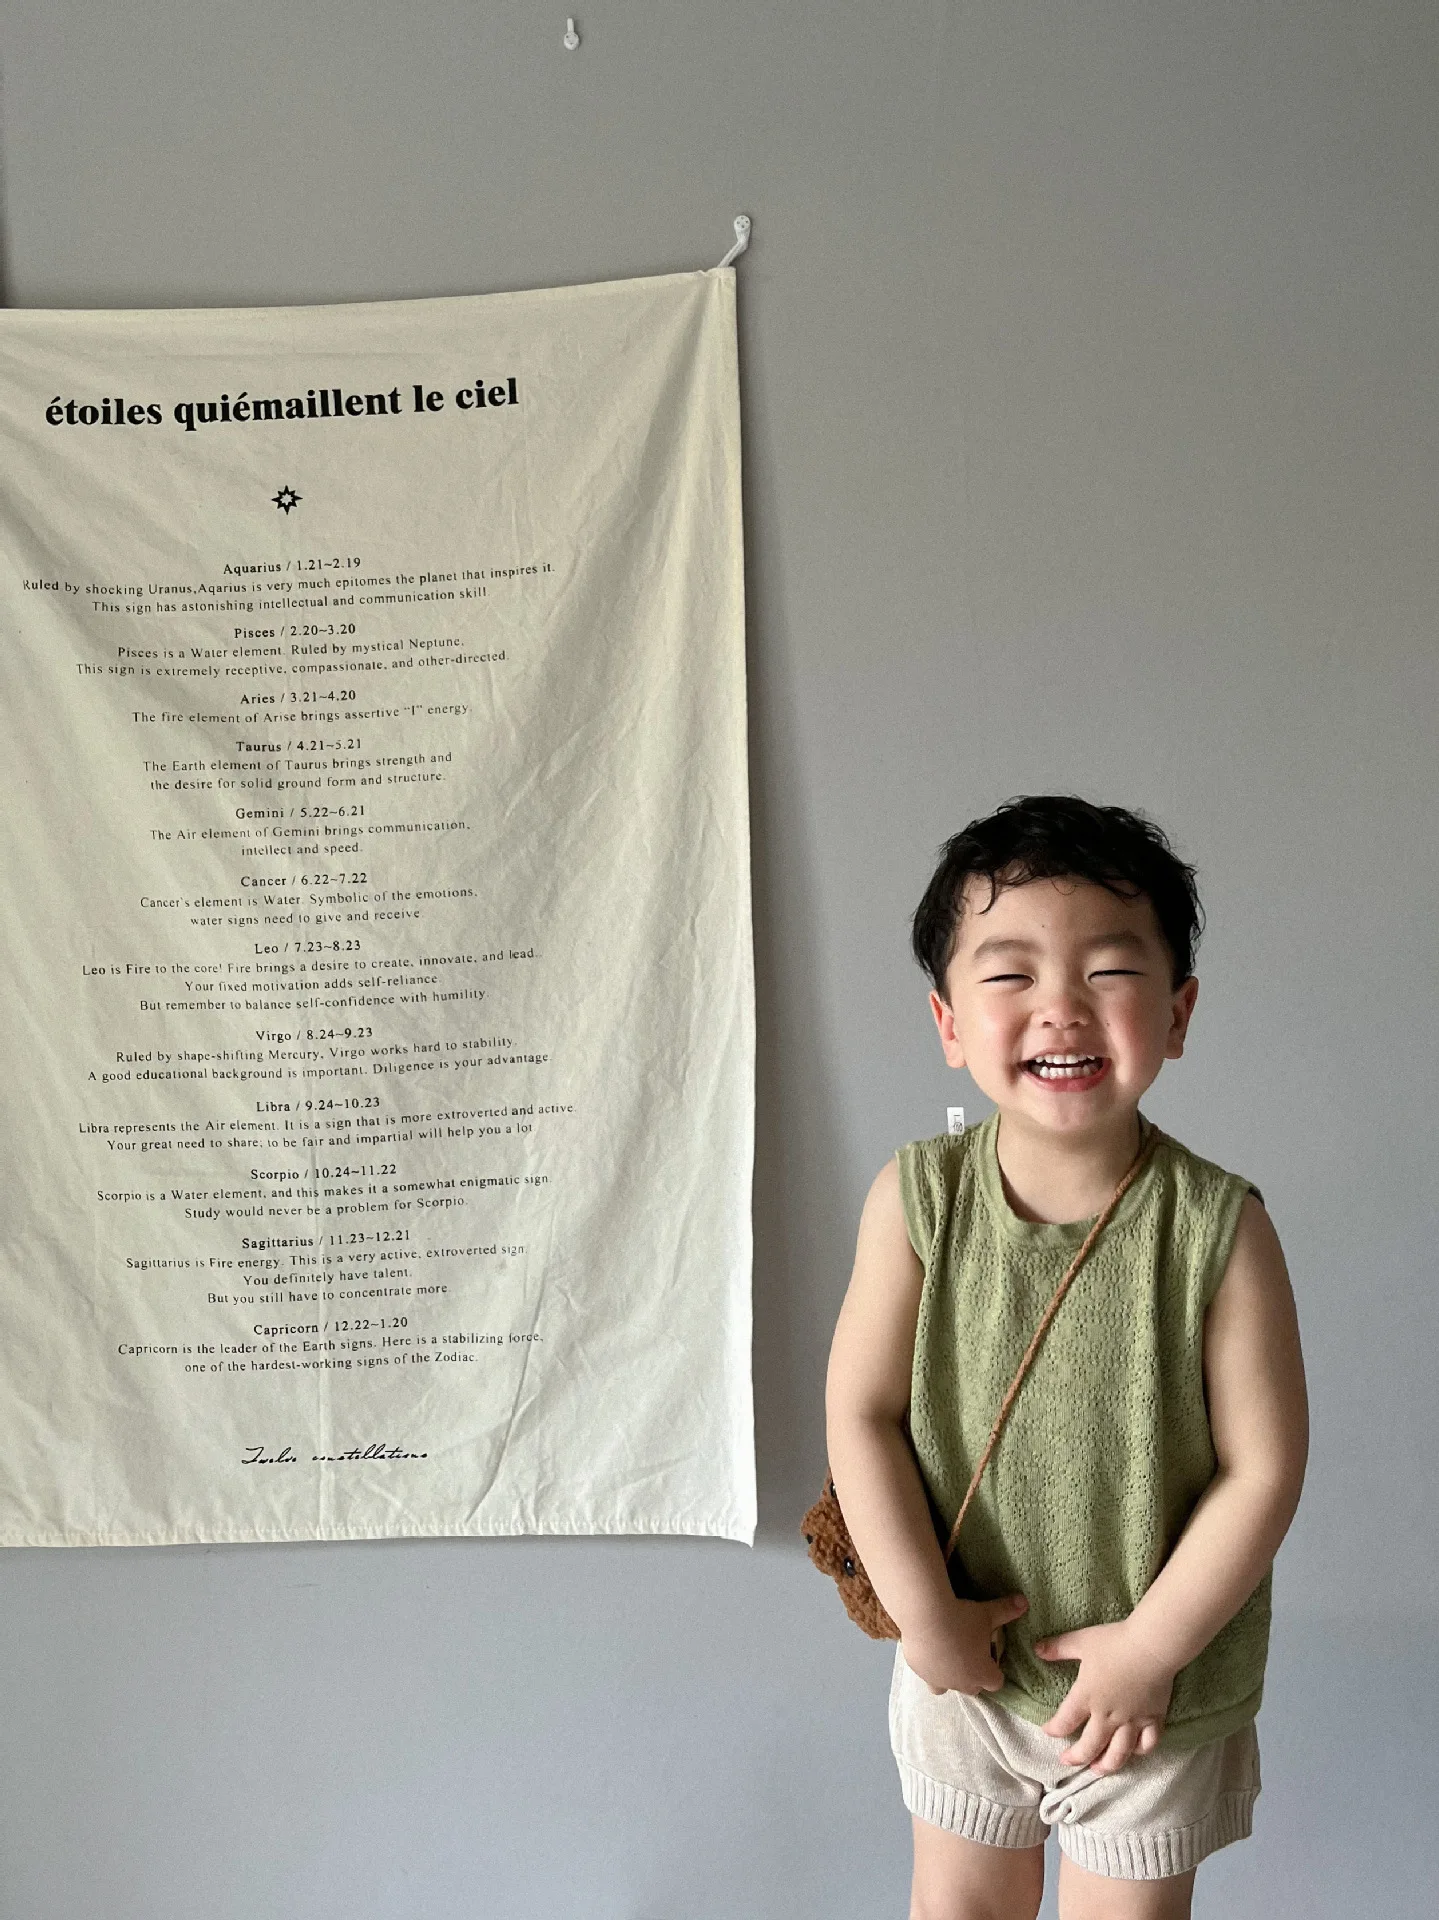 étoiles quiémaillent le ciel
Aquarius / 1.21~2.19
Ruled by shocking Uranus,Aqarius is very much epitomes the planet that inspires it.
This sign has astonishing intellectual and communication skill.
Pisces / 2.20~3.20
Pisces is a Water element. Ruled by mystical Neptune.
This sign is extremely receptive, compassionate, and other-directed.
Aries / 3.21~4.20
The fire element of Arise brings assertive "I" energy.
Taurus / 4.21~5.21
The Earth element of Taurus brings strength and
the desire for solid ground form and structure.
Gemini / 5.22~6.21
The Air element of Gemini brings communication,
intellect and speed.
Cancer / 6.22~7.22
Cancer's element is Water. Symbolic of the emotions,
water signs need to give and receive.
Leo / 7.23~8.23
Leo is Fire to the core! Fire brings a desire to create, innovate, and lead.
Your fixed motivation adds self-reliance.
But remember to balance self-confidence with humility.
Virgo / 8.24~9.23
Ruled by shape-shifting Mercury, Virgo works hard to stability.
A good educational background is important. Diligence is your advantage.
Libra / 9.24~10.23
Libra represents the Air element. It is a sign that is more extroverted and active.
Your great need to share; to be fair and impartial will help you a lot.
Scorpio / 10.24~11.22
Scorpio is a Water element, and this makes it a somewhat enigmatic sign.
Study would never be a problem for Scorpio.
Sagittarius / 11.23~12.21
Sagittarius is Fire energy. This is a very active, extroverted sign.
You definitely have talent.
But you still have to concentrate more.
Capricorn / 12.22~1.20
Capricorn is the leader of the Earth signs. Here is a stabilizing force,
one of the hardest-working signs of the Zodiac.
Twelve constellations